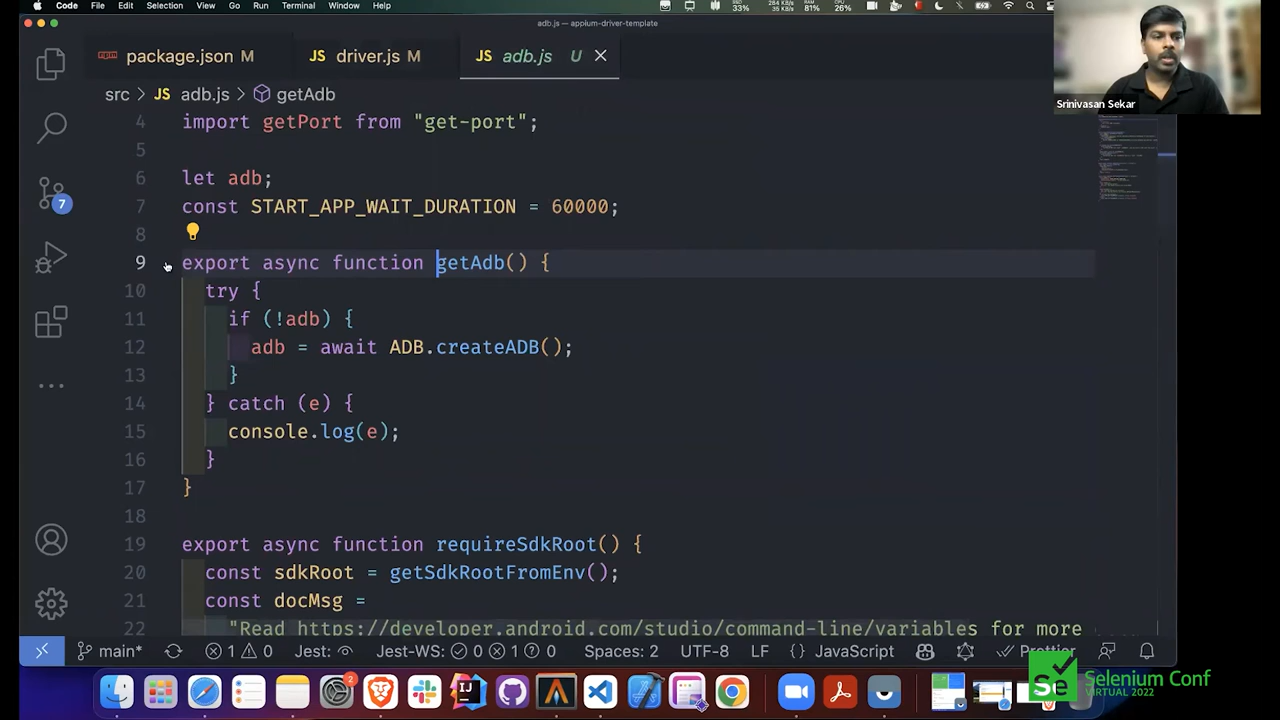 Code File Edit Selection View Go Run Terminal Window Help
adb.js — appium-driver-template
package.json M
JS driver.js M
JS adb.js U
src > JS adb.js > getAdb
Srinivasan Sekar
4 import getPort from "get-port";
5
6 let adb;
7 const START_APP_WAIT_DURATION = 60000;
8
9 export async function getAdb() {
10 try {
11 if (!adb) {
12 adb = await ADB.createADB();
13 }
14 } catch (e) {
15 console.log(e);
16 }
17 }
18
19 export async function requireSdkRoot() {
20 const sdkRoot = getSdkRootFromEnv();
21 const docMsg =
22 "Read https://developer.android.com/studio/command-line/variables for more
7
main* 1 0 Jest: Jest-WS: 0 1 ? 0 Spaces: 2 UTF-8 LF {} JavaScript Prettier
2
Se Selenium Conf
VIRTUAL 2022